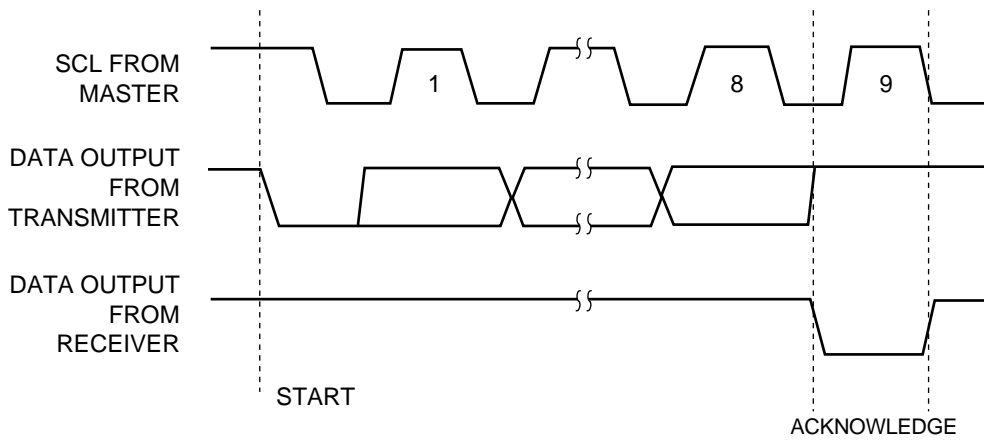 SCL FROM
MASTER
1
8
9
DATA OUTPUT
FROM
TRANSMITTER
DATA OUTPUT
FROM
RECEIVER
START
ACKNOWLEDGE